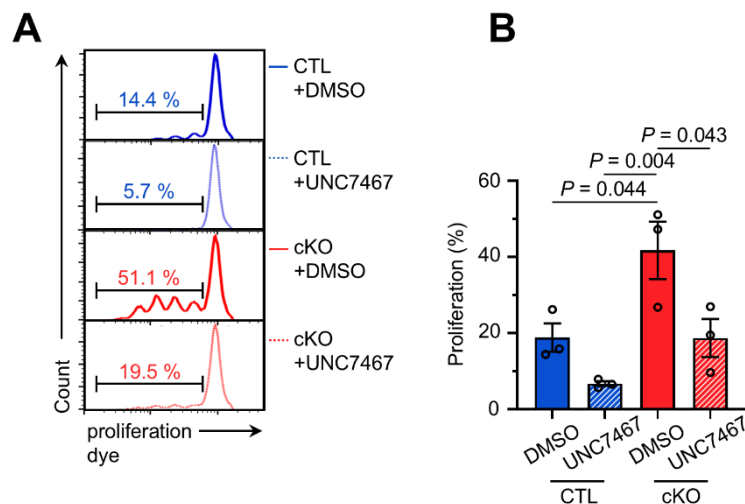 A
Count
14.4 %
CTL
+DMSO
5.7 %
CTL
+UNC7467
51.1 %
cKO
+DMSO
19.5 %
cKO
+UNC7467
proliferation
dye
B
P = 0.043
P = 0.004
P = 0.044
Proliferation (%)
60
40
20
0
DMSO
UNC7467
DMSO
UNC7467
CTL
cKO